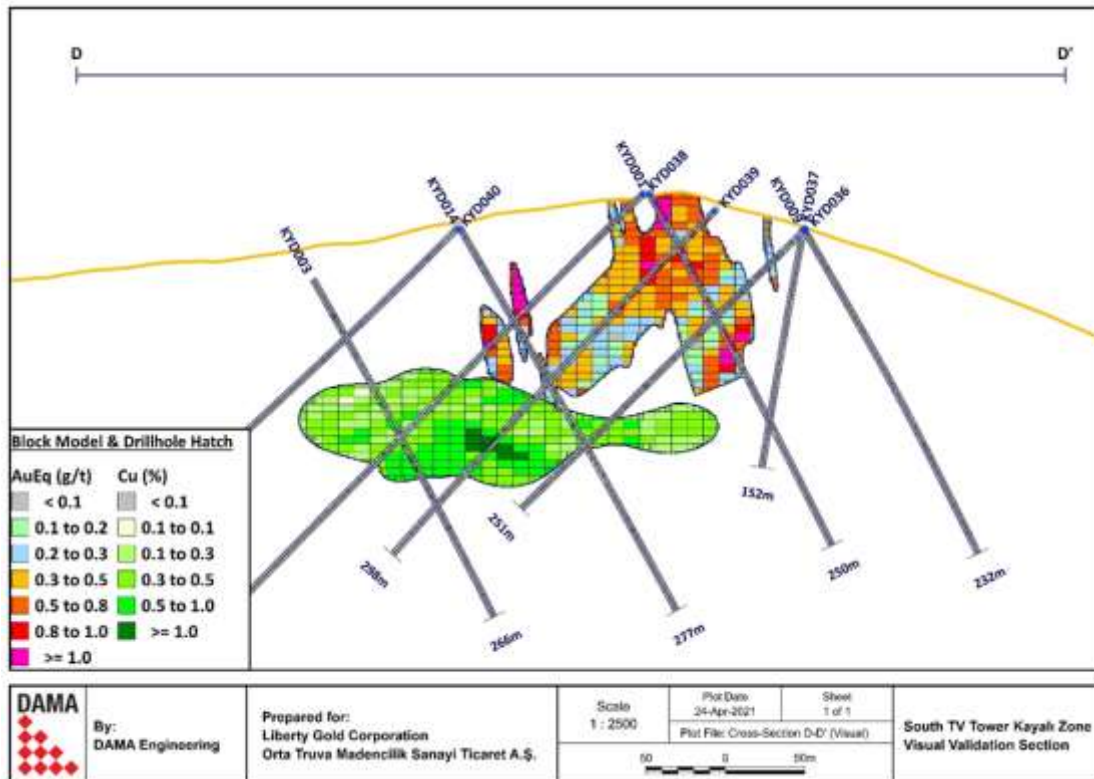 D
D'
KYD003
KYD014
KYD040
KYD001
KYD038
KYD039
KYD037
KYD036
251m
298m
266m
277m
152m
250m
232m
Block Model & Drillhole Hatch
AuEq (g/t) Cu (%)
< 0.1 < 0.1
0.1 to 0.2 0.1 to 0.1
0.2 to 0.3 0.1 to 0.3
0.3 to 0.5 0.3 to 0.5
0.5 to 0.8 0.5 to 1.0
0.8 to 1.0 >= 1.0
>= 1.0
DAMA
By:
DAMA Engineering
Prepared for:
Liberty Gold Corporation
Orta Truva Madencilik Sanayi Ticaret A.Ş.
Scale
1 : 2500
Plot Date
24-Apr-2021
Sheet
1 of 1
Plot File: Cross-Section D-D' (Visual)
50 0 50m
South TV Tower Kayalı Zone
Visual Validation Section